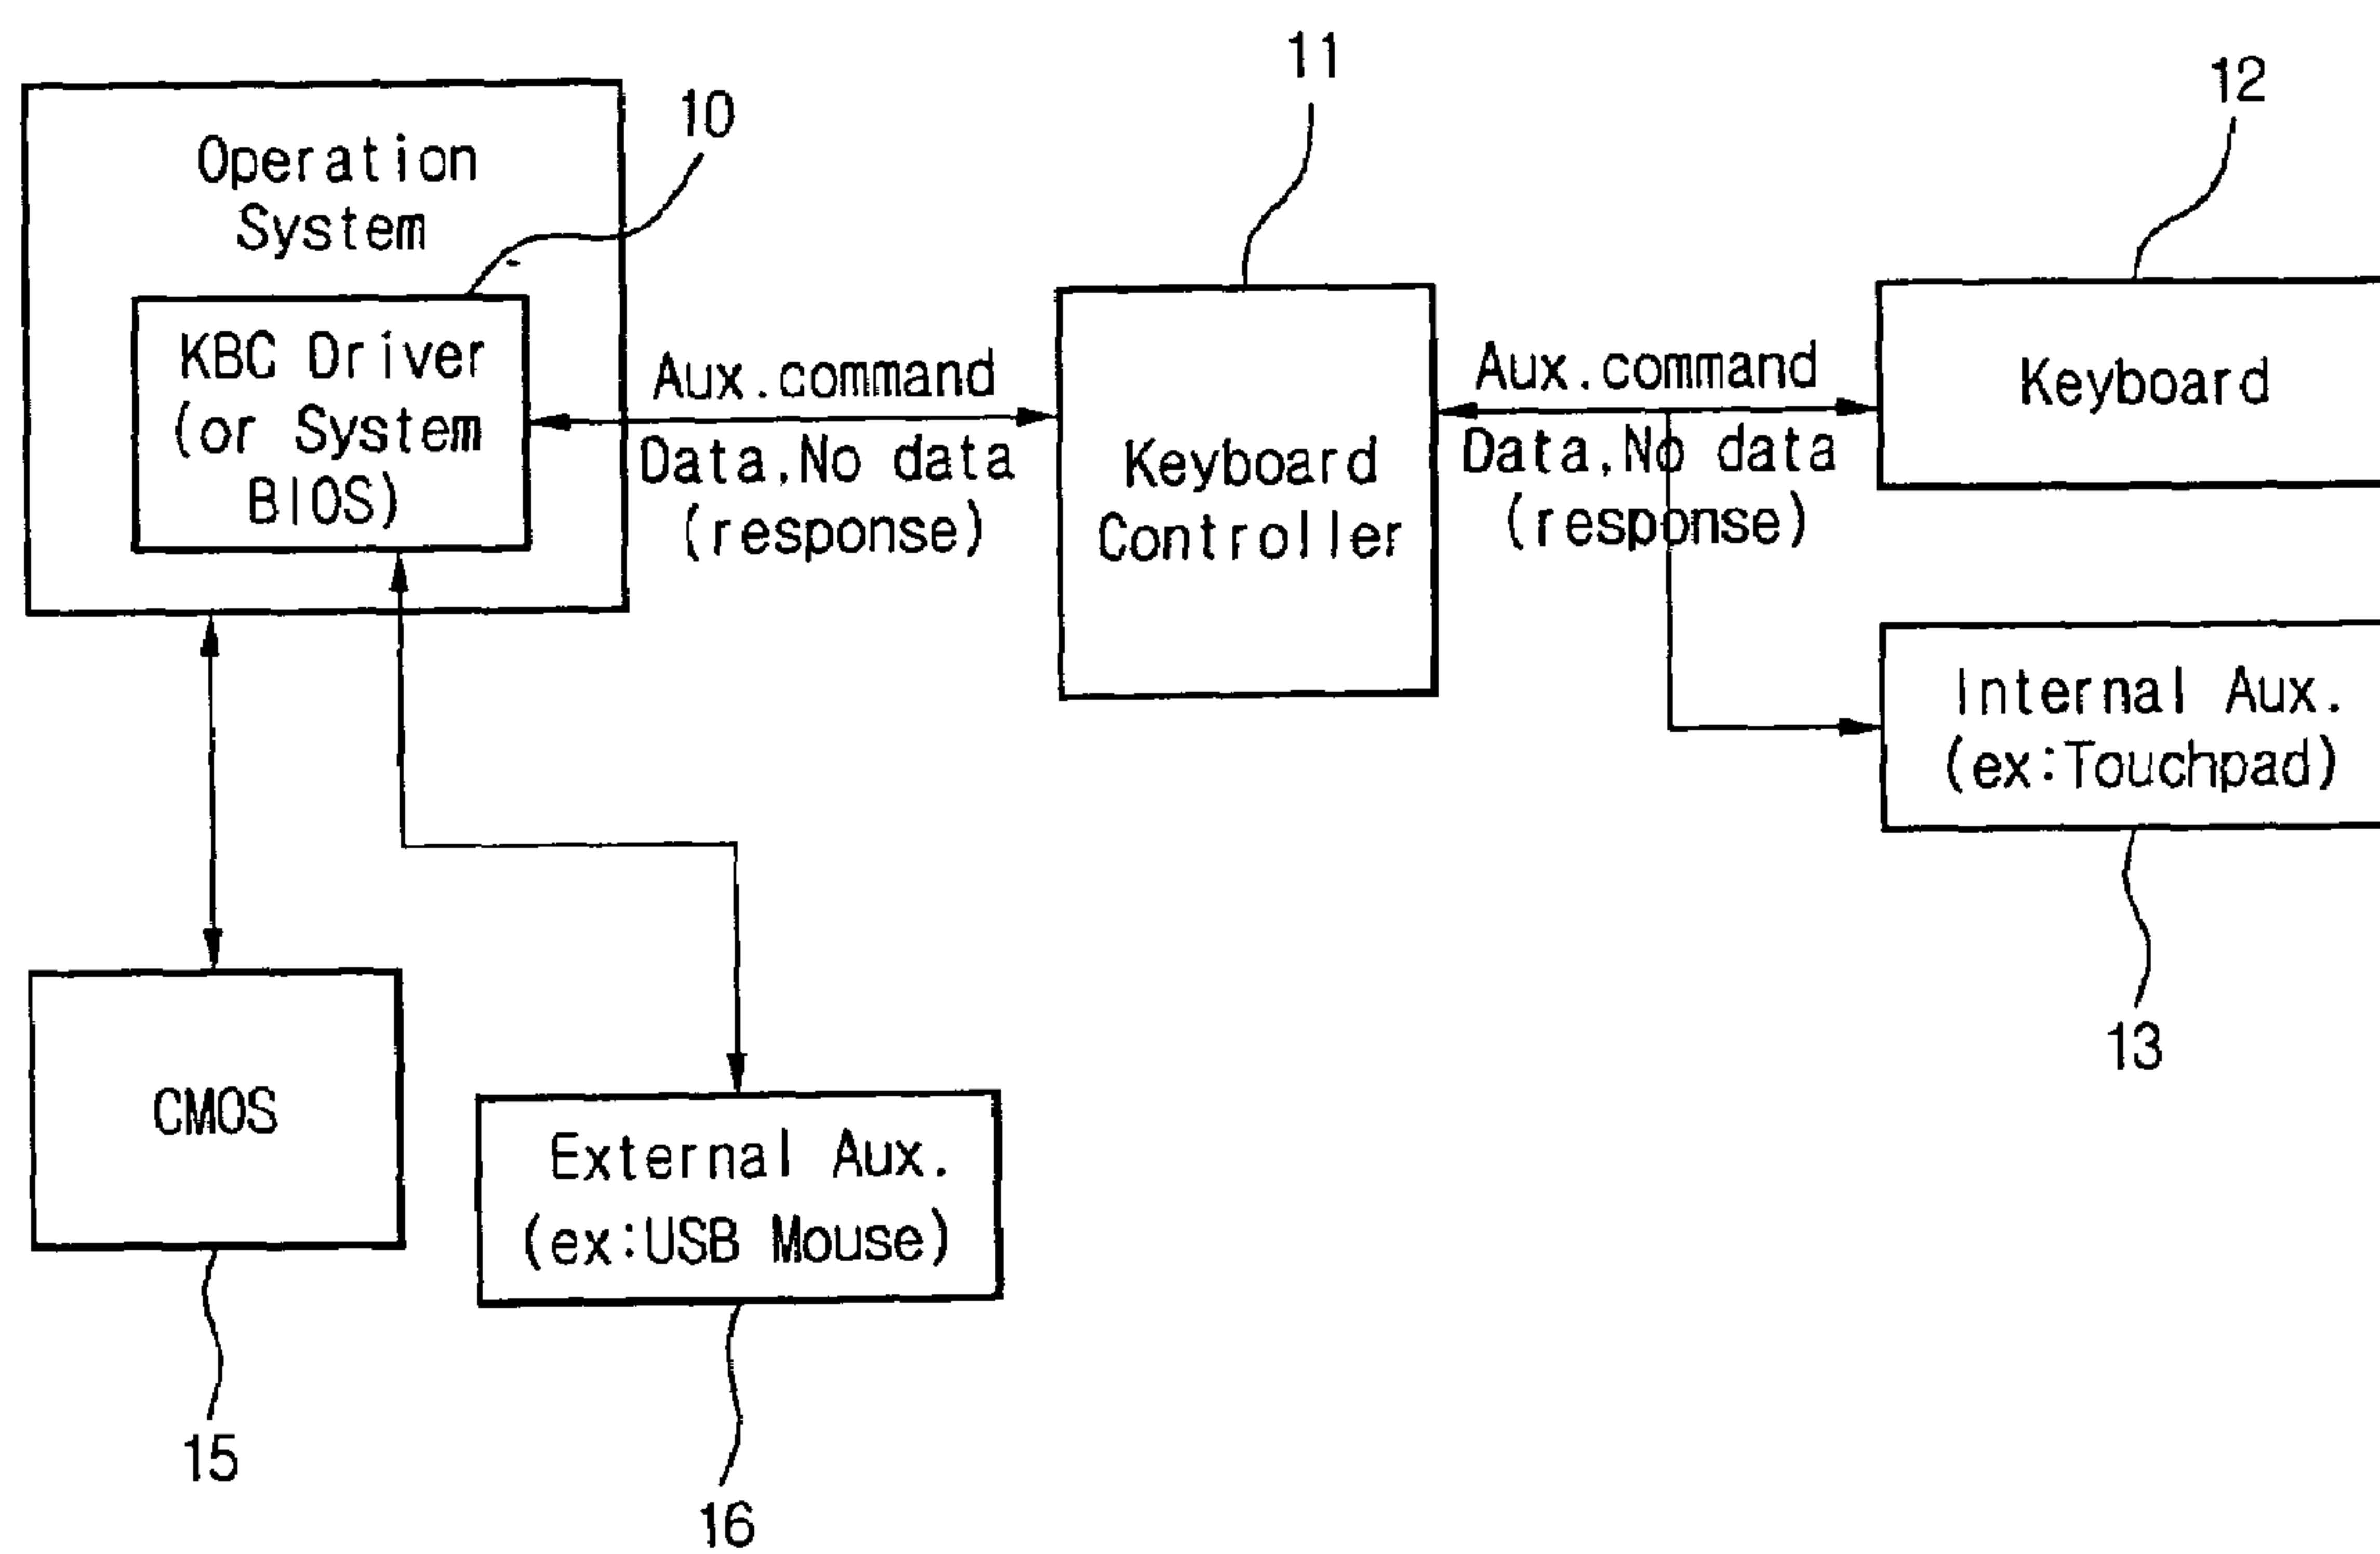 11
12
10
Operation
System
KBC Driver
(or System
BIOS)
Aux.command
Data,No data
(response)
Keyboard
Controller
Aux.command
Data,No data
(response)
Keyboard
Internal Aux.
(ex:Touchpad)
13
CMOS
External Aux.
(ex:USB Mouse)
15
16